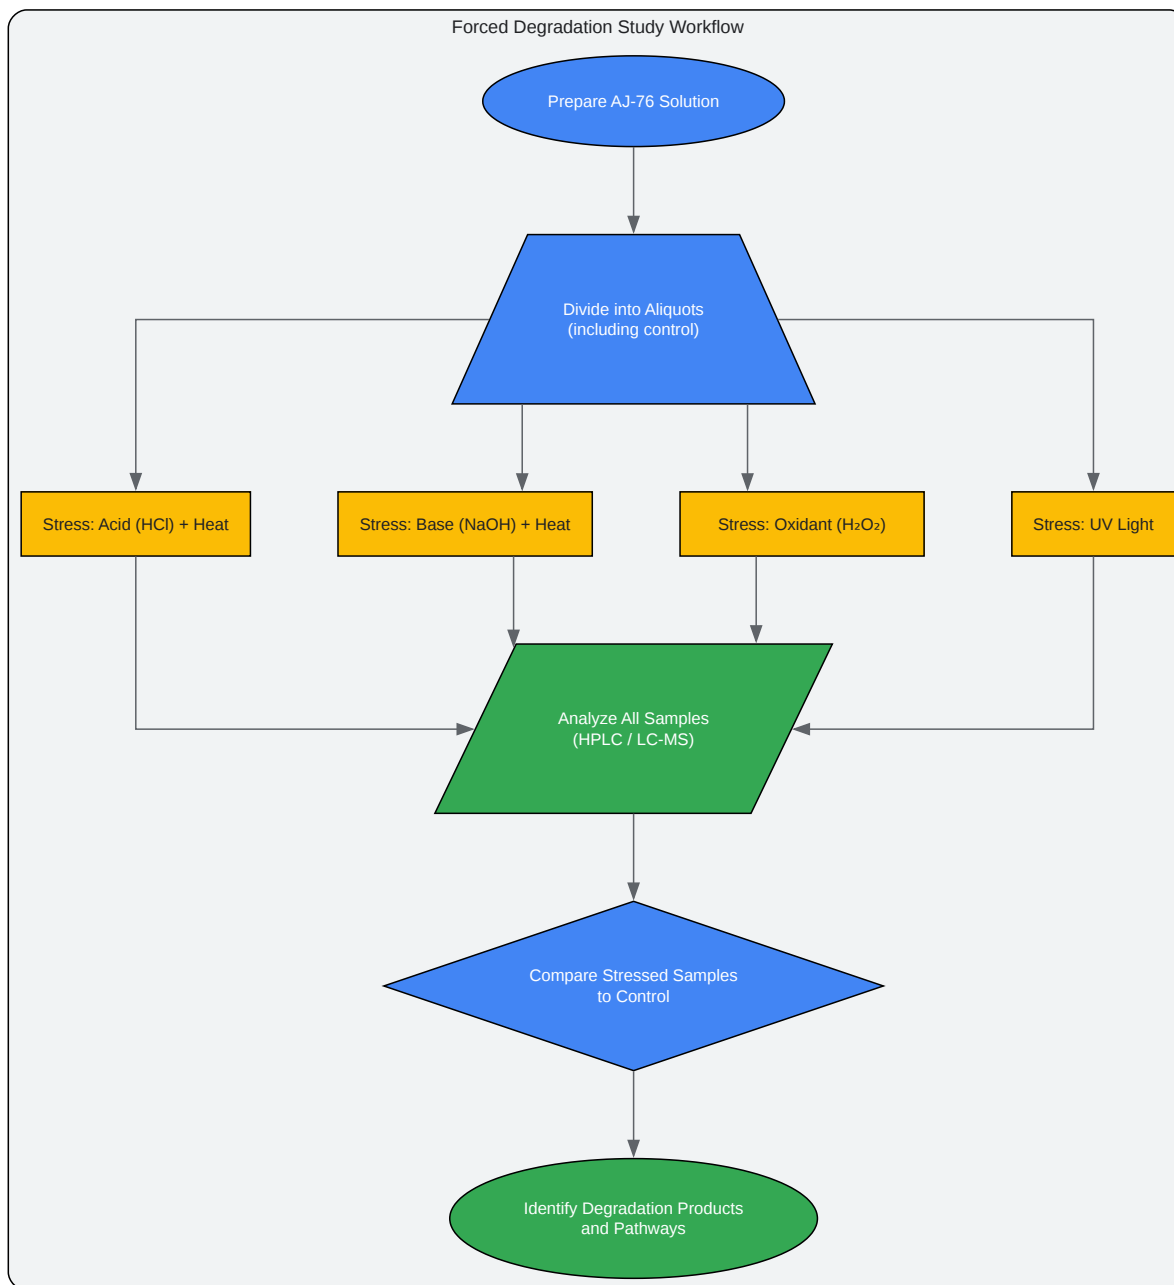 Forced Degradation Study Workflow
Prepare AJ-76 Solution
Divide into Aliquots
(including control)
Stress: Acid (HCl) + Heat
Stress: Base (NaOH) + Heat
Stress: Oxidant (H₂O₂)
Stress: UV Light
Analyze All Samples
(HPLC / LC-MS)
Compare Stressed Samples
to Control
Identify Degradation Products
and Pathways